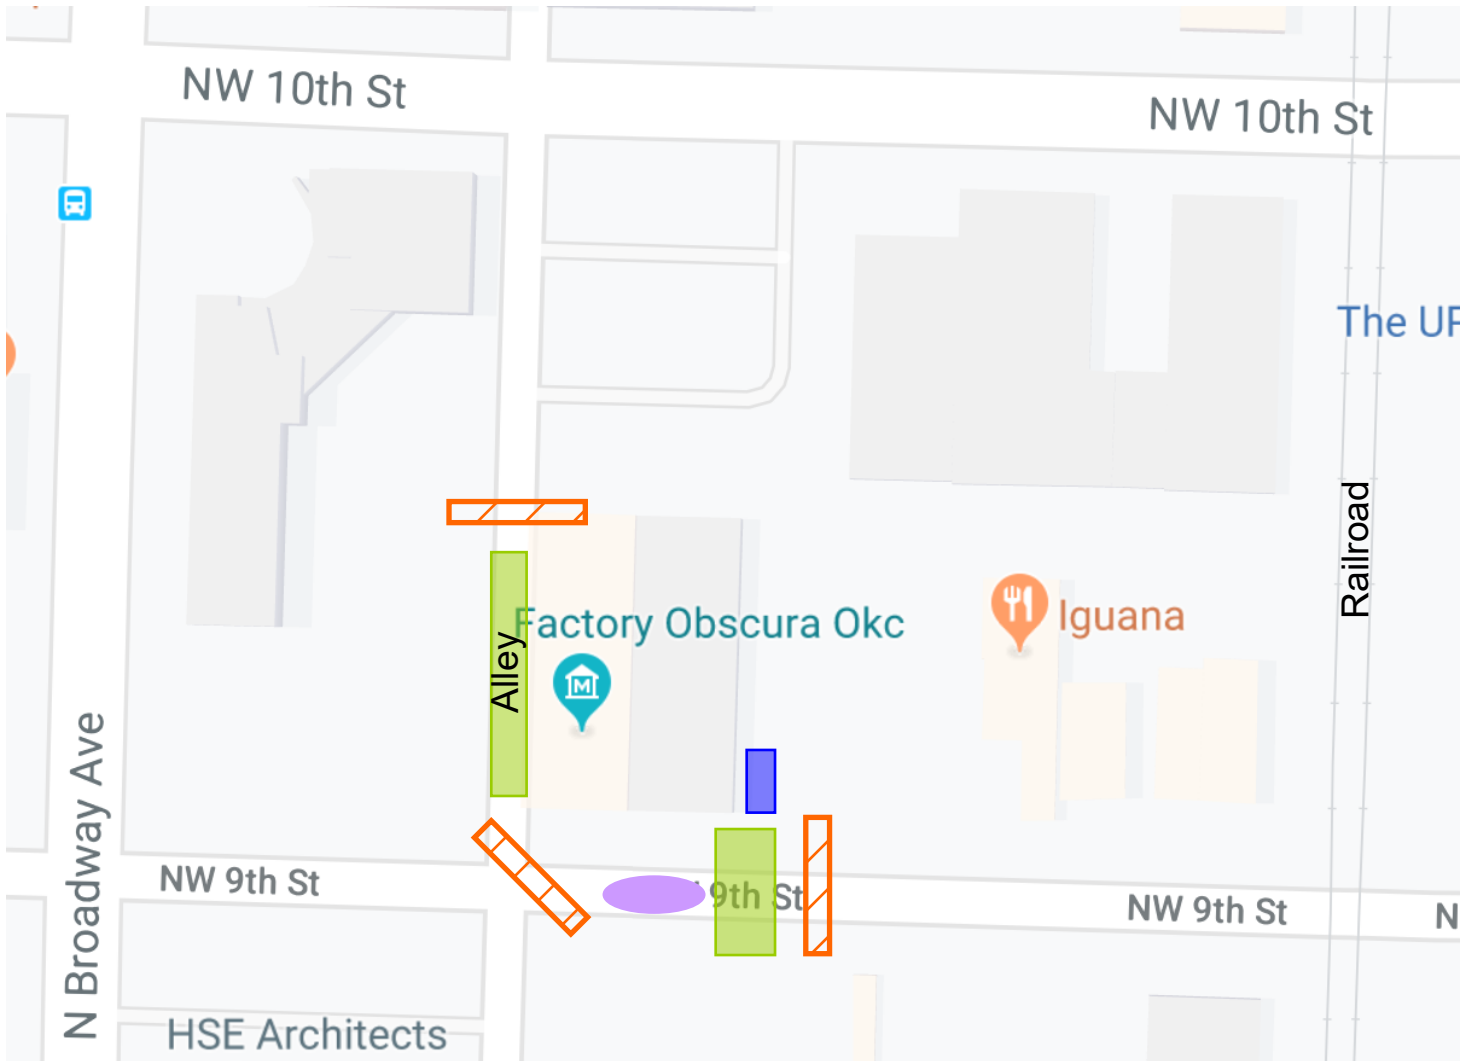 NW 10th St
NW 10th St
The UP
Railroad
Factory Obscura Okc
Iguana
Alley
M
N Broadway Ave
NW 9th St
9th St
NW 9th St
N
HSE Architects